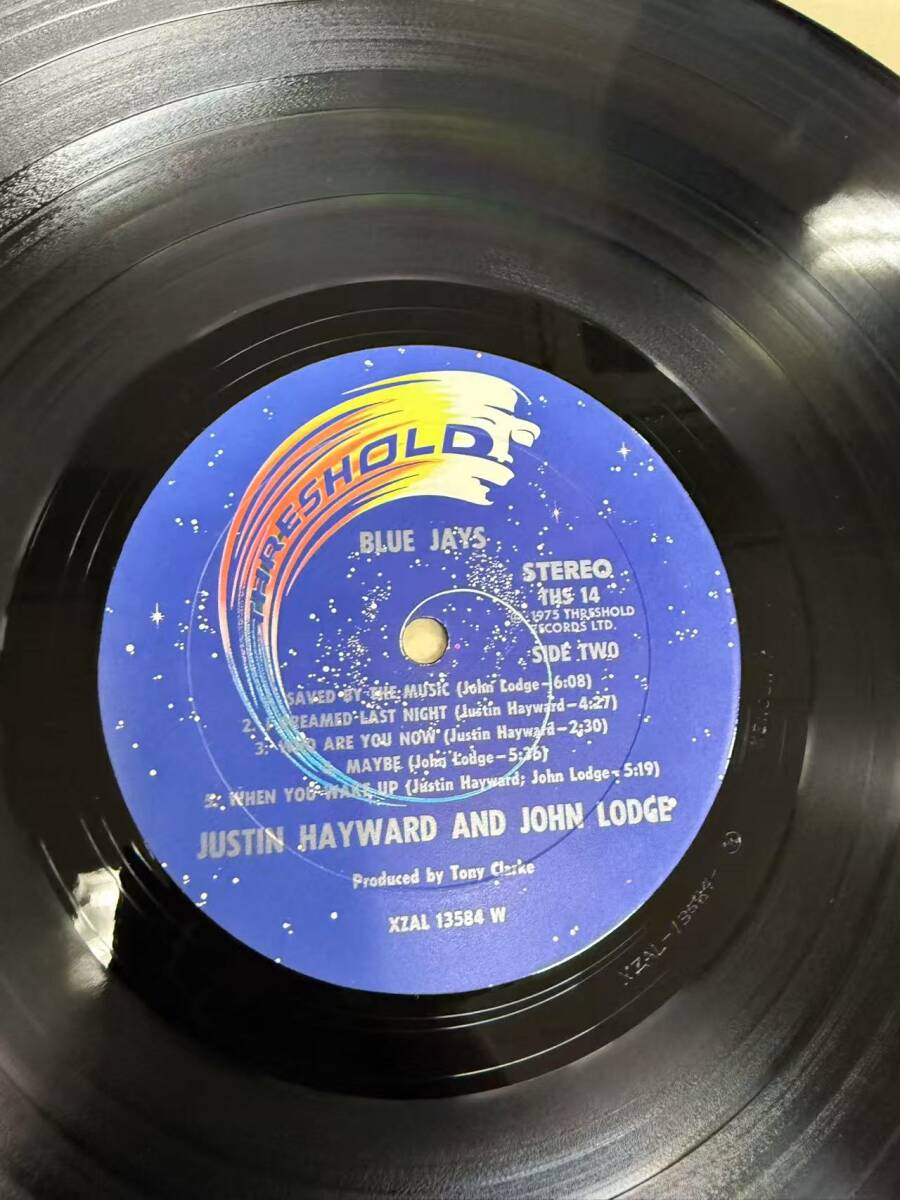 THRESHOLD
BLUE JAYS
STEREO
THS 14
℗ 1975 THRESHOLD
RECORDS LTD.
SIDE TWO
SAVED BY THE MUSIC (John Lodge—6:08)
2. I DREAMED LAST NIGHT (Justin Hayward—4:27)
3. WHO ARE YOU NOW (Justin Hayward—2:30)
MAYBE (John Lodge—5:36)
5. WHEN YOU WAKE UP (Justin Hayward, John Lodge—5:19)
JUSTIN HAYWARD AND JOHN LODGE
Produced by Tony Clarke
XZAL 13584 W
XZAL-13584-